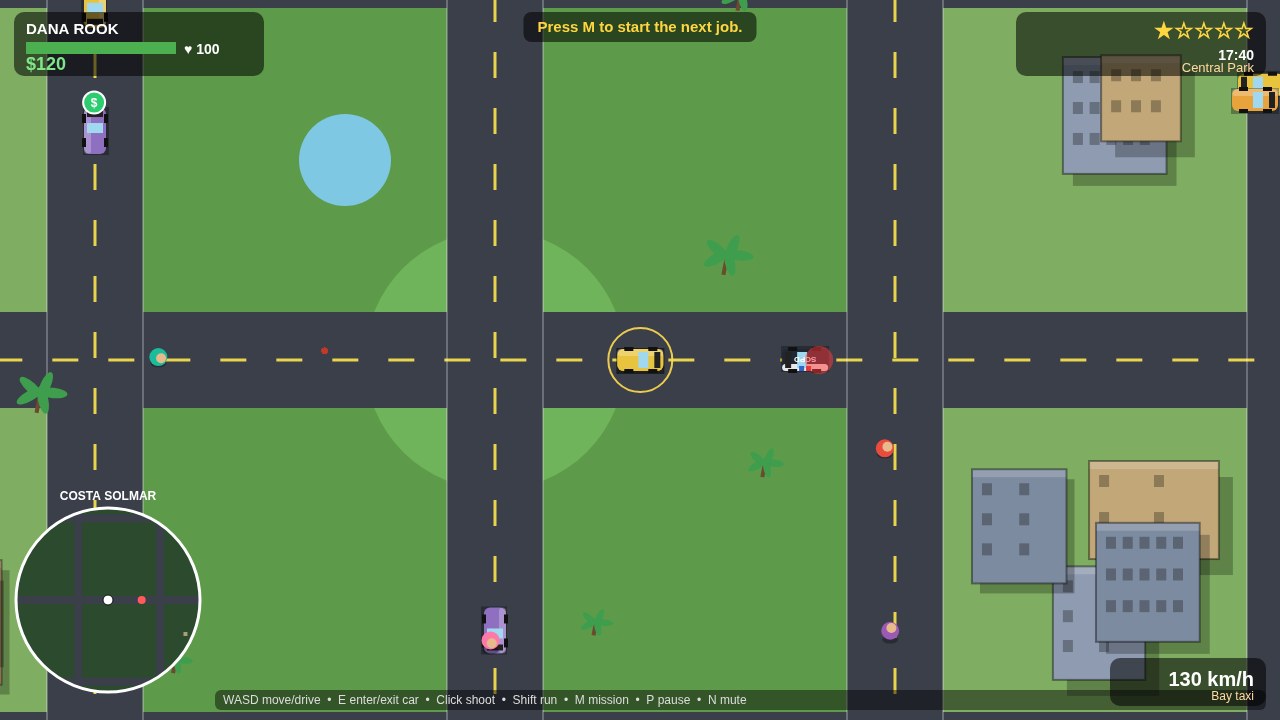 DANA ROOK
♥ 100
$120
Press M to start the next job.
★☆☆☆☆
17:40
Central Park
$
COSTA SOLMAR
130 km/h
Bay taxi
WASD move/drive • E enter/exit car • Click shoot • Shift run • M mission • P pause • N mute